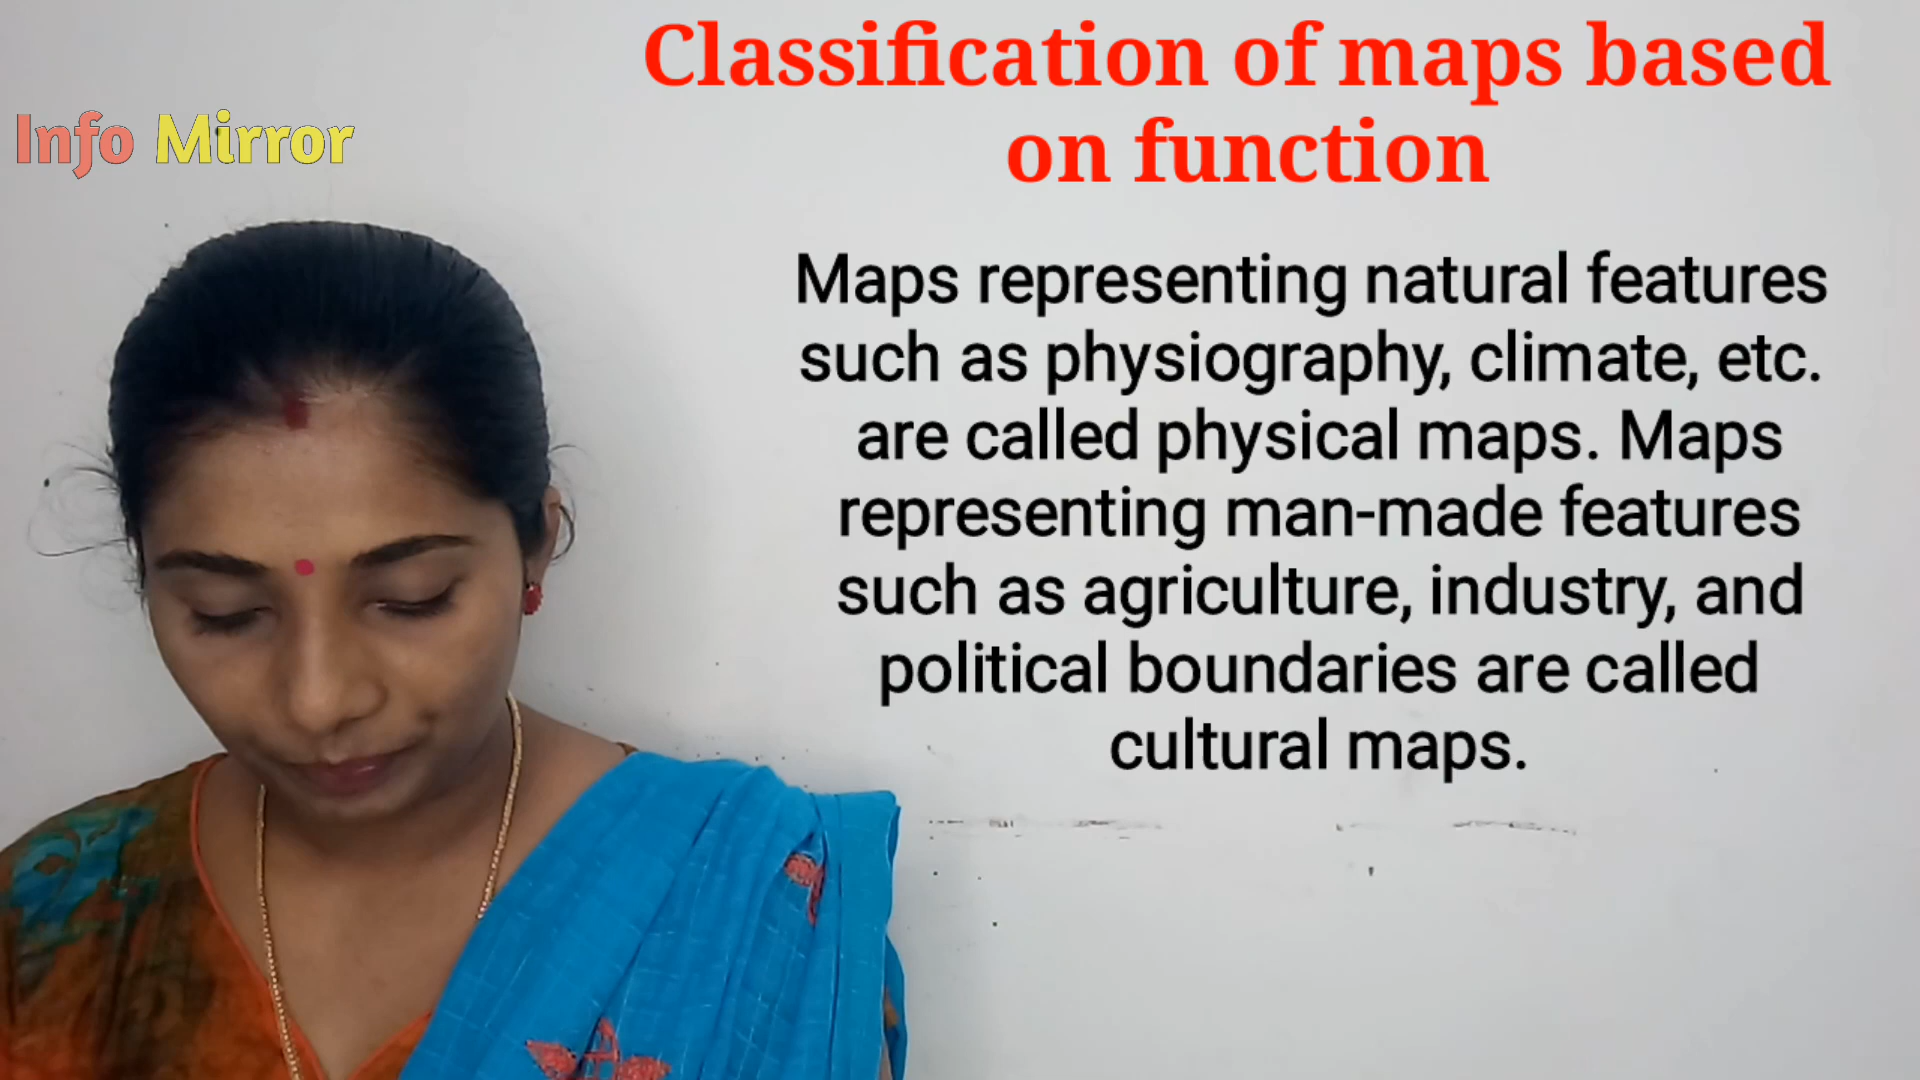 Classification of maps based
on function
Info Mirror
Maps representing natural features
such as physiography, climate, etc.
are called physical maps. Maps
representing man-made features
such as agriculture, industry, and
political boundaries are called
cultural maps.